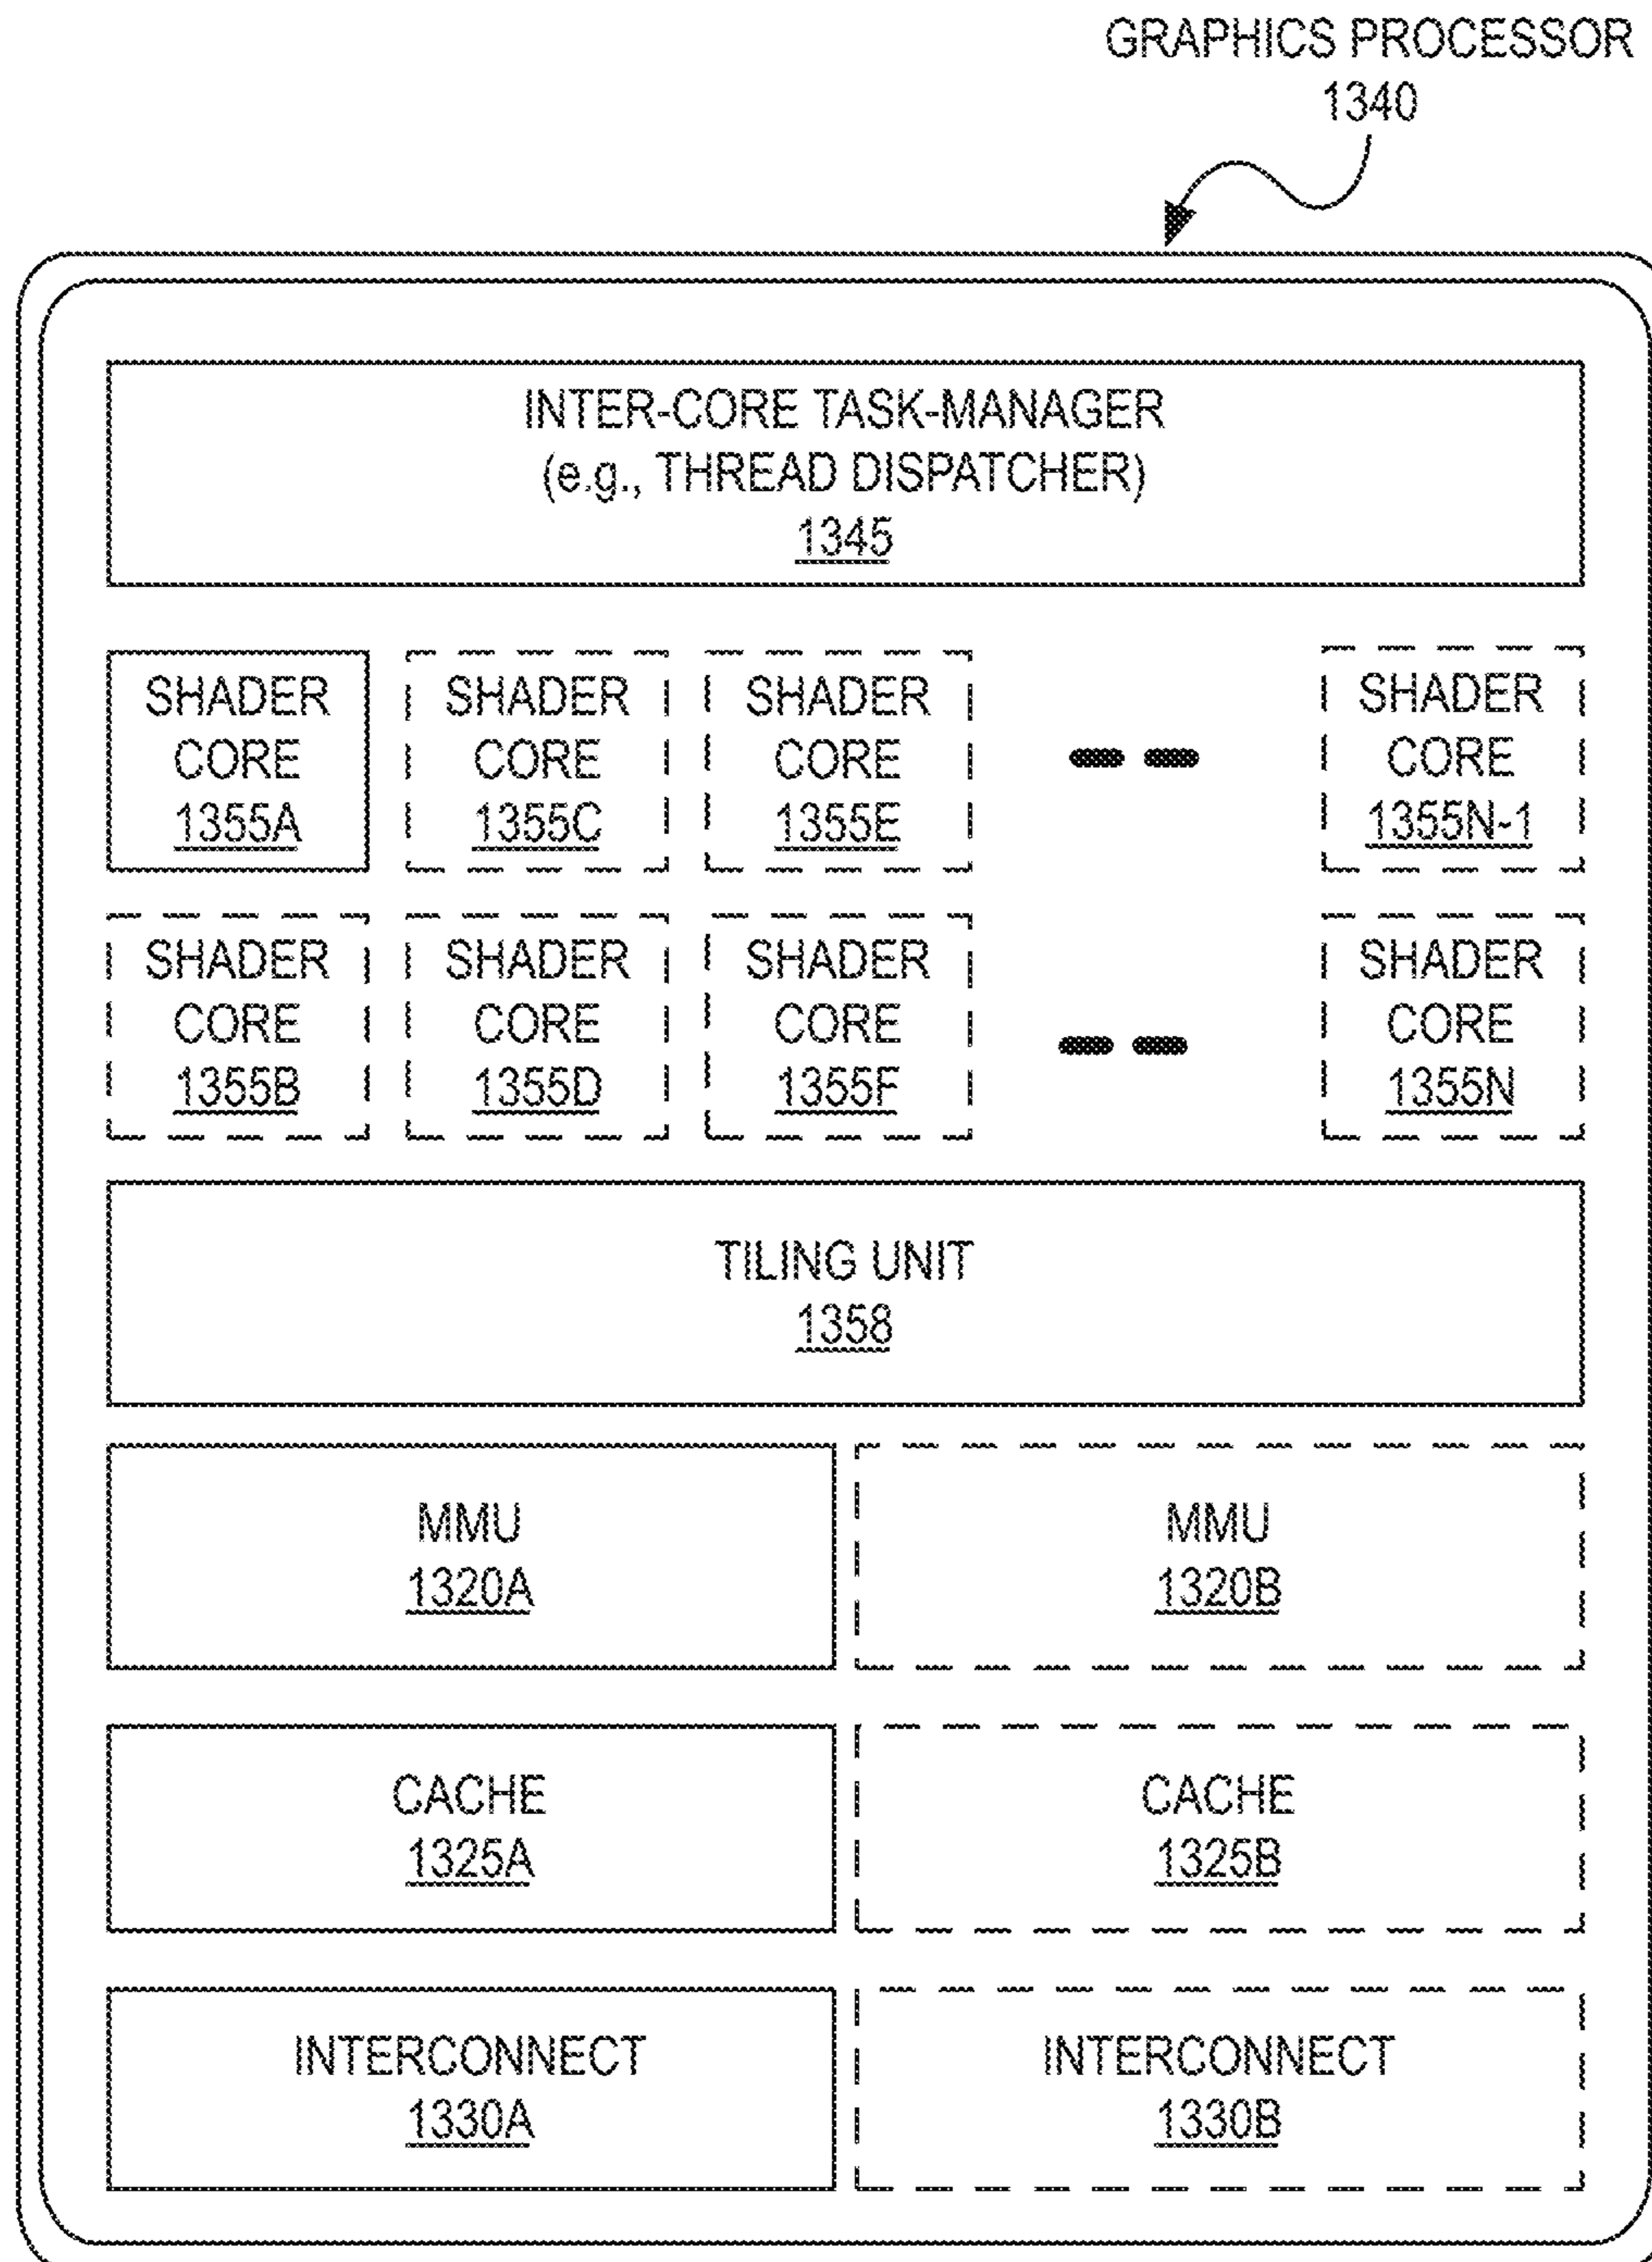 GRAPHICS PROCESSOR
1340
INTER-CORE TASK-MANAGER
(e.g., THREAD DISPATCHER)
1345
SHADER
CORE
1355A
SHADER
CORE
1355C
SHADER
CORE
1355E
SHADER
CORE
1355N-1
SHADER
CORE
1355B
SHADER
CORE
1355D
SHADER
CORE
1355F
SHADER
CORE
1355N
TILING UNIT
1358
MMU
1320A
MMU
1320B
CACHE
1325A
CACHE
1325B
INTERCONNECT
1330A
INTERCONNECT
1330B